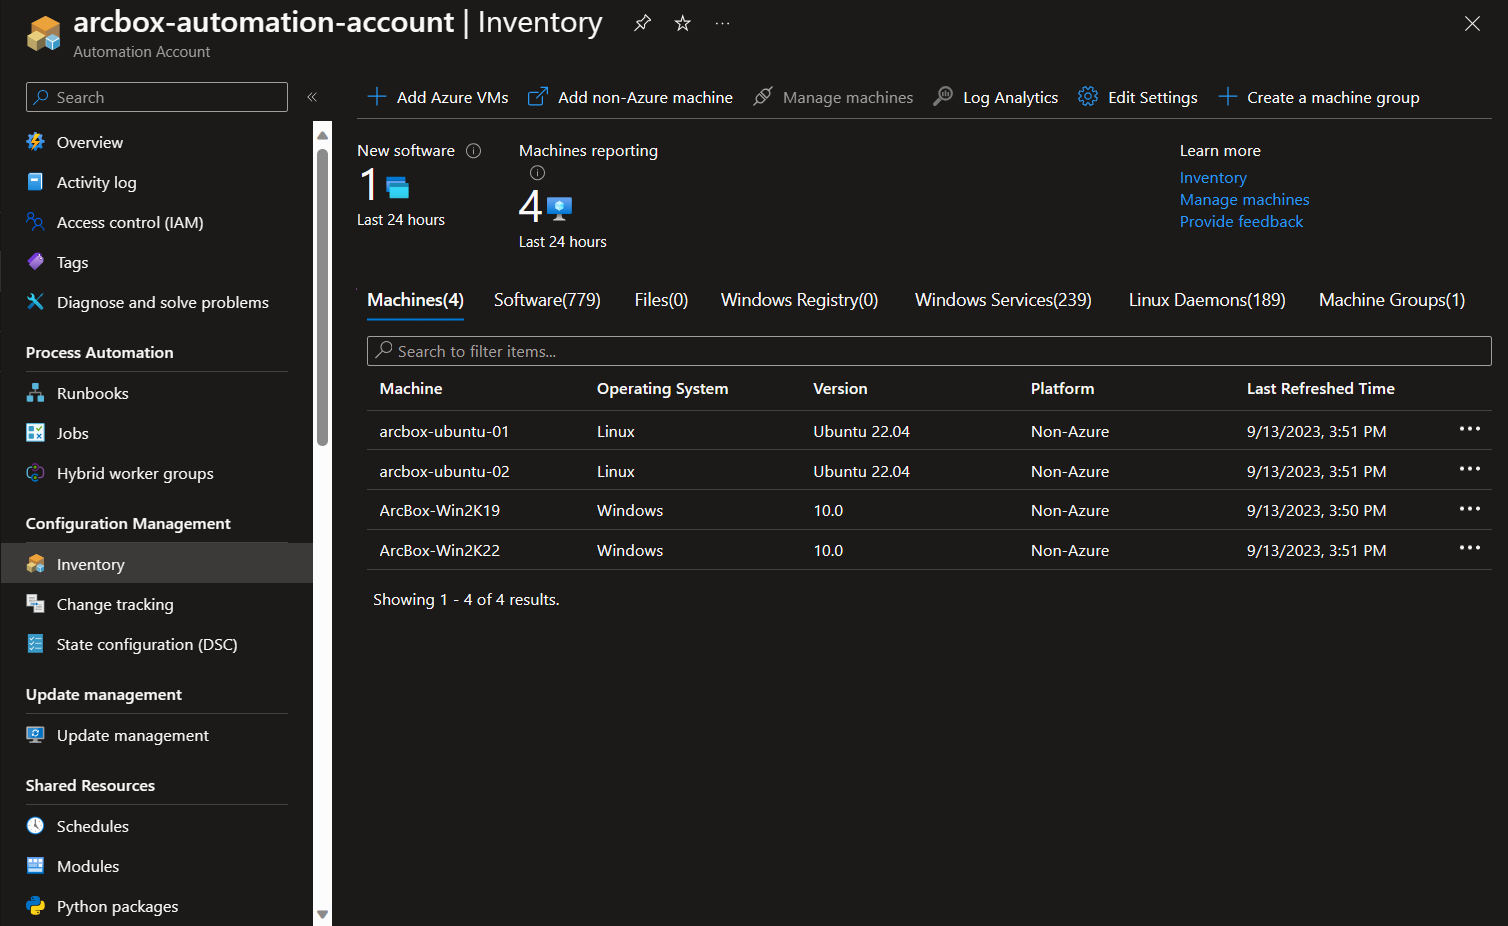 arcbox-automation-account | Inventory
Automation Account
Search
Overview
Activity log
Access control (IAM)
Tags
Diagnose and solve problems
Process Automation
Runbooks
Jobs
Hybrid worker groups
Configuration Management
Inventory
Change tracking
State configuration (DSC)
Update management
Update management
Shared Resources
Schedules
Modules
Python packages
Add Azure VMs Add non-Azure machine Manage machines Log Analytics Edit Settings Create a machine group
New software
1
Last 24 hours
Machines reporting
4
Last 24 hours
Learn more
Inventory
Manage machines
Provide feedback
Machines(4) Software(779) Files(0) Windows Registry(0) Windows Services(239) Linux Daemons(189) Machine Groups(1)
Search to filter items...
Machine Operating System Version Platform Last Refreshed Time
arcbox-ubuntu-01 Linux Ubuntu 22.04 Non-Azure 9/13/2023, 3:51 PM
arcbox-ubuntu-02 Linux Ubuntu 22.04 Non-Azure 9/13/2023, 3:51 PM
ArcBox-Win2K19 Windows 10.0 Non-Azure 9/13/2023, 3:50 PM
ArcBox-Win2K22 Windows 10.0 Non-Azure 9/13/2023, 3:51 PM
Showing 1 - 4 of 4 results.